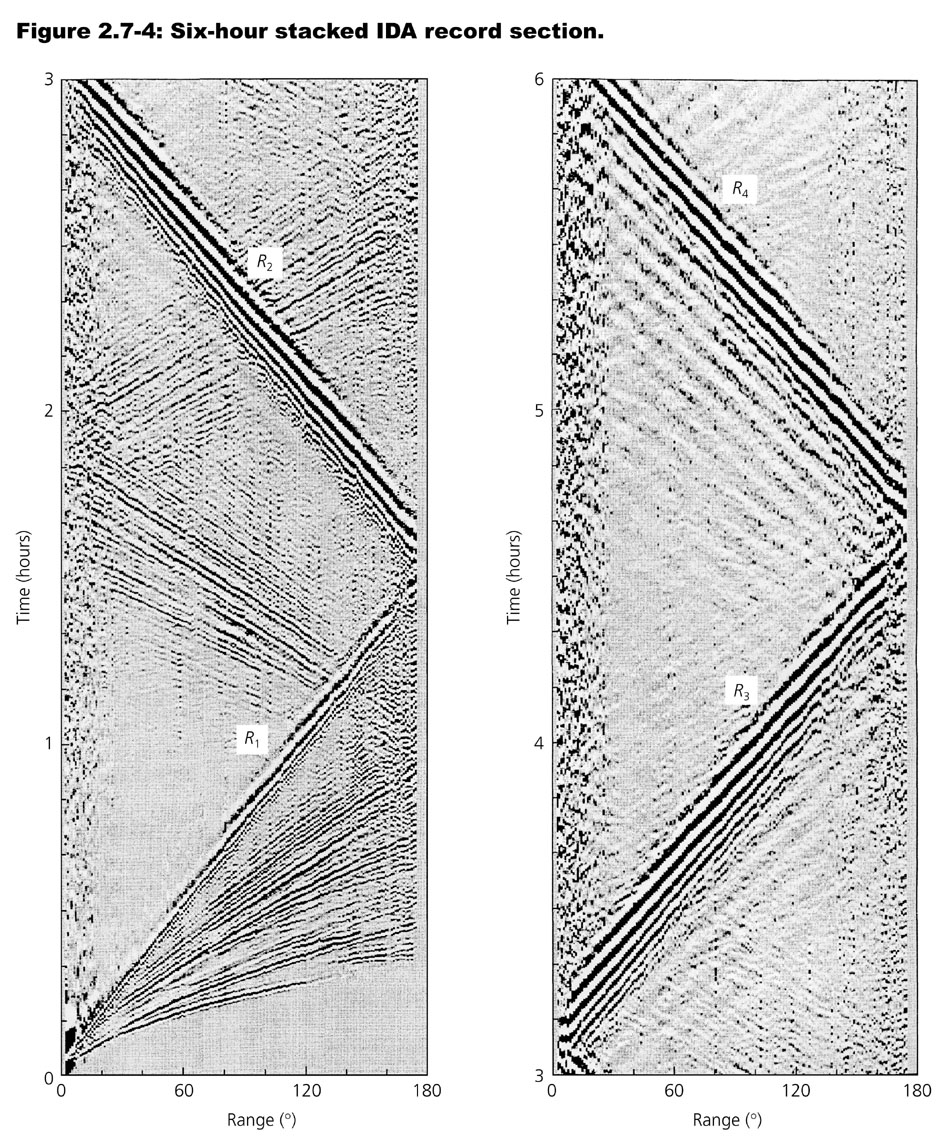 Figure 2.7-4: Six-hour stacked IDA record section.
3
2
1
0
Time (hours)
R2
R1
0 60 120 180
Range (°)
6
5
4
3
Time (hours)
R4
R3
0 60 120 180
Range (°)